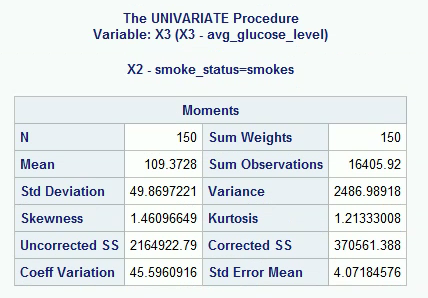 The UNIVARIATE Procedure
Variable: X3 (X3 - avg_glucose_level)
X2 - smoke_status=smokes
Moments
N 150 Sum Weights 150
Mean 109.3728 Sum Observations 16405.92
Std Deviation 49.8697221 Variance 2486.98918
Skewness 1.46096649 Kurtosis 1.21333008
Uncorrected SS 2164922.79 Corrected SS 370561.388
Coeff Variation 45.5960916 Std Error Mean 4.07184576